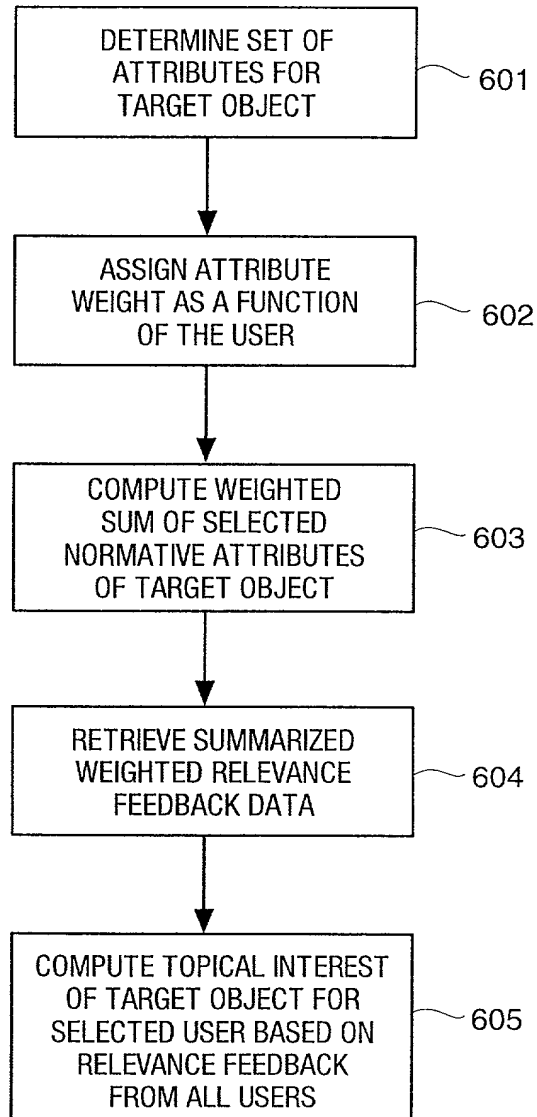 DETERMINE SET OF
ATTRIBUTES FOR
TARGET OBJECT
601
ASSIGN ATTRIBUTE
WEIGHT AS A FUNCTION
OF THE USER
602
COMPUTE WEIGHTED
SUM OF SELECTED
NORMATIVE ATTRIBUTES
OF TARGET OBJECT
603
RETRIEVE SUMMARIZED
WEIGHTED RELEVANCE
FEEDBACK DATA
604
COMPUTE TOPICAL INTEREST
OF TARGET OBJECT FOR
SELECTED USER BASED ON
RELEVANCE FEEDBACK
FROM ALL USERS
605